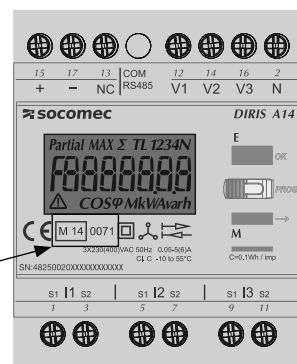 15 17 13 COM 12 14 16 2
+ − NC RS485 V1 V2 V3 N
socomec DIRIS A14
Partial MAX Σ TL 1234N
E
OK
COSφ MkWAvarh
PROG
CE M 14 0071
M
3X230(400)VAC 50Hz 0.05-5(6)A
-10 to 55°C
C=0.1Wh / imp
SN:48250020XXXXXXXXXXXX
S1 I1 S2 S1 I2 S2 S1 I3 S2
1 3 5 7 9 11